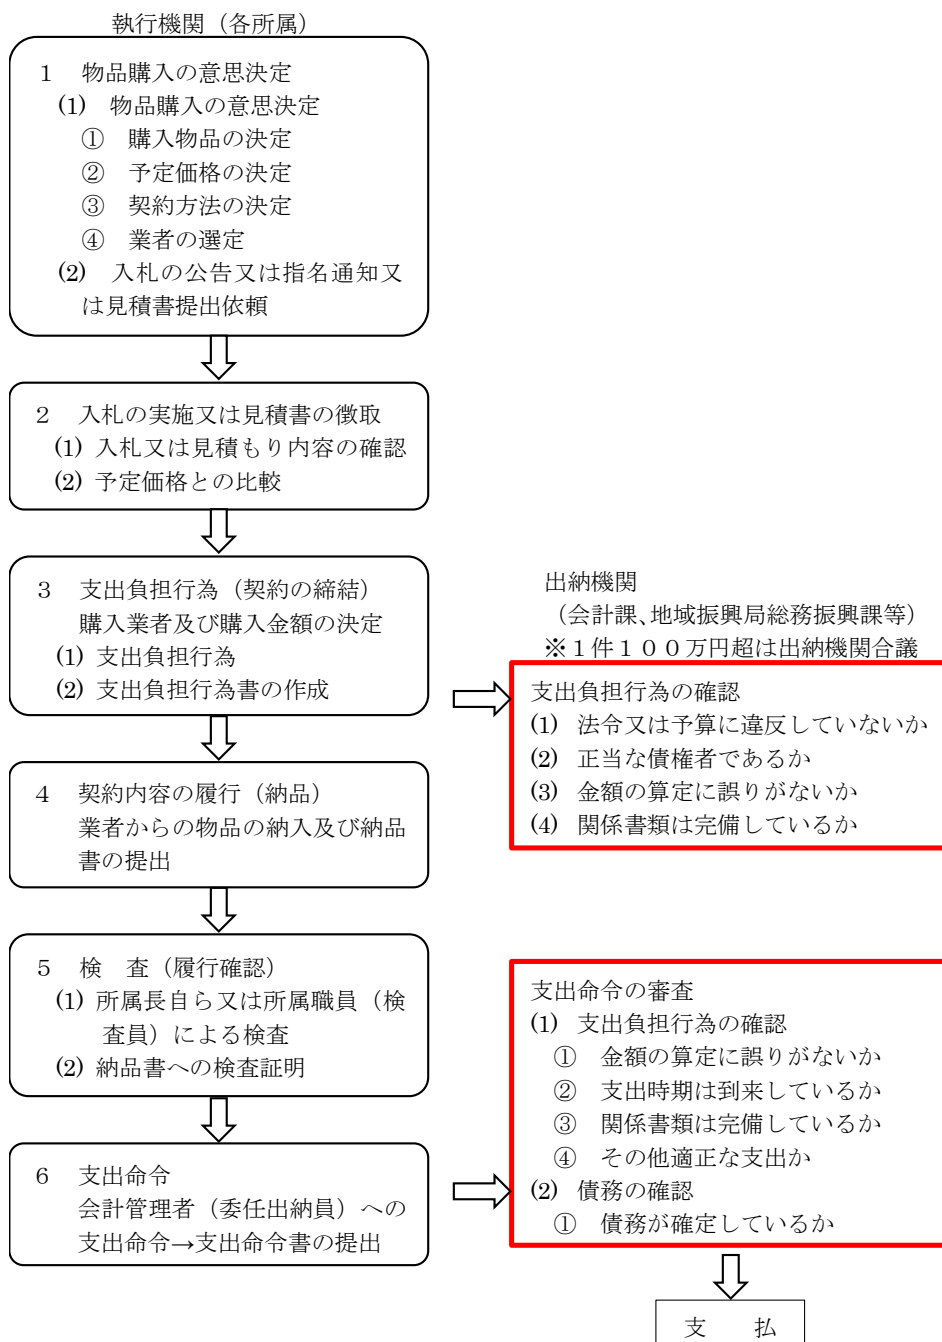 執行機関（各所属）
１　物品購入の意思決定
(1)　物品購入の意思決定
①　購入物品の決定
②　予定価格の決定
③　契約方法の決定
④　業者の選定
(2)　入札の公告又は指名通知又
は見積書提出依頼
２　入札の実施又は見積書の徴取
(1) 入札又は見積もり内容の確認
(2) 予定価格との比較
３　支出負担行為（契約の締結）
購入業者及び購入金額の決定
(1) 支出負担行為
(2) 支出負担行為書の作成
出納機関
（会計課、地域振興局総務振興課等）
※１件１００万円超は出納機関合議
支出負担行為の確認
(1)　法令又は予算に違反していないか
(2)　正当な債権者であるか
(3)　金額の算定に誤りがないか
(4)　関係書類は完備しているか
４　契約内容の履行（納品）
業者からの物品の納入及び納品
書の提出
５　検　査（履行確認）
(1) 所属長自ら又は所属職員（検
査員）による検査
(2) 納品書への検査証明
６　支出命令
会計管理者（委任出納員）への
支出命令→支出命令書の提出
支出命令の審査
(1)　支出負担行為の確認
①　金額の算定に誤りがないか
②　支出時期は到来しているか
③　関係書類は完備しているか
④　その他適正な支出か
(2)　債務の確認
①　債務が確定しているか
支　払